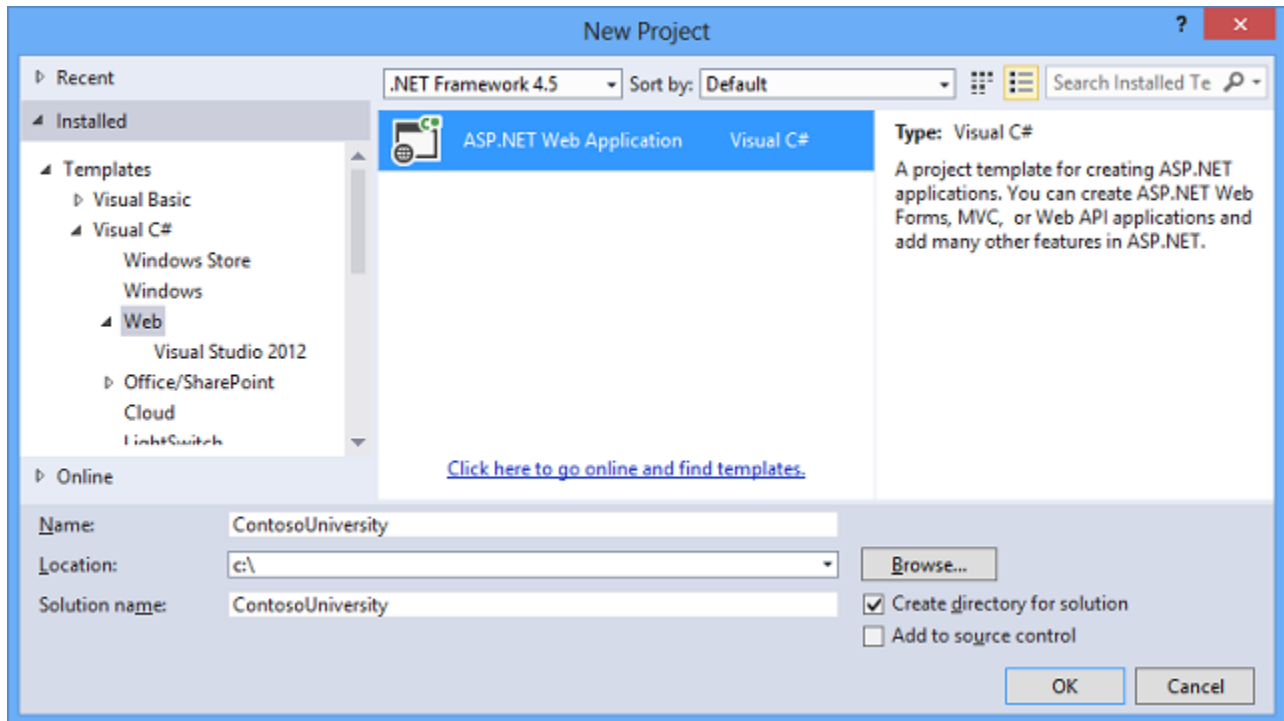 New Project
?
Recent
.NET Framework 4.5
Sort by: Default
Search Installed Te
Installed
Templates
Visual Basic
Visual C#
Windows Store
Windows
Web
Visual Studio 2012
Office/SharePoint
Cloud
LightSwitch
Online
ASP.NET Web Application Visual C#
Click here to go online and find templates.
Type: Visual C#
A project template for creating ASP.NET
applications. You can create ASP.NET Web
Forms, MVC, or Web API applications and
add many other features in ASP.NET.
Name: ContosoUniversity
Location: c:\
Browse...
Solution name: ContosoUniversity
Create directory for solution
Add to source control
OK
Cancel